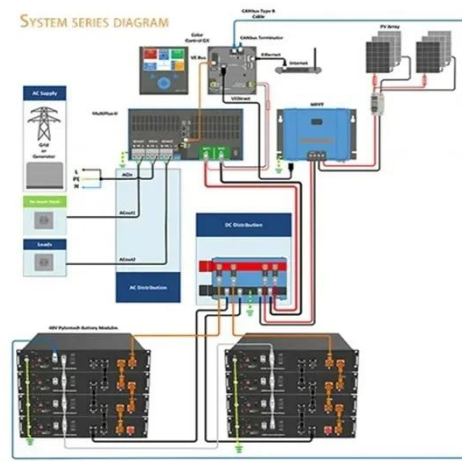 SYSTEM SERIES DIAGRAM
CANbus Type B
Cable
PV Array
Color
Control GX
CANbus Terminator
VE Bus
Ethernet
Internet
AC Supply
VE Direct
MultiPlus-II
MPPT
Grid
or
Generator
L
PE
N
ACin
ACout1
Loads
DC Distribution
ACout2
AC Distribution
48V Pylontech Battery Modules